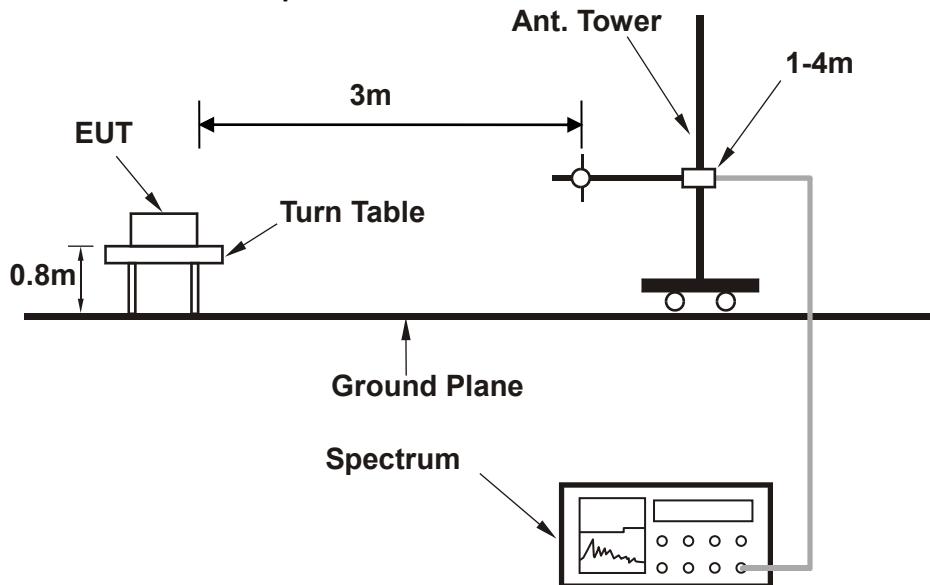 Ant. Tower
1-4m
3m
EUT
Turn Table
0.8m
Ground Plane
Spectrum